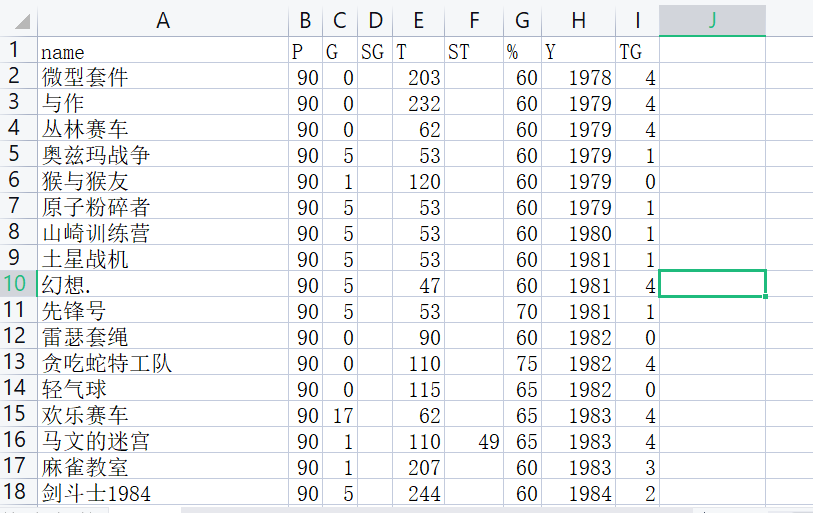 A B C D E F G H I J
1 name P G SG T ST % Y TG
2 微型套件 90 0 203 60 1978 4
3 与作 90 0 232 60 1979 4
4 丛林赛车 90 0 62 60 1979 4
5 奥兹玛战争 90 5 53 60 1979 1
6 猴与猴友 90 1 120 60 1979 0
7 原子粉碎者 90 5 53 60 1979 1
8 山崎训练营 90 5 53 60 1980 1
9 土星战机 90 5 53 60 1981 1
10 幻想. 90 5 47 60 1981 4
11 先锋号 90 5 53 70 1981 1
12 雷瑟套绳 90 0 90 60 1982 0
13 贪吃蛇特工队 90 0 110 75 1982 4
14 轻气球 90 0 115 65 1982 0
15 欢乐赛车 90 17 62 65 1983 4
16 马文的迷宫 90 1 110 49 65 1983 4
17 麻雀教室 90 1 207 60 1983 3
18 剑斗士1984 90 5 244 60 1984 2